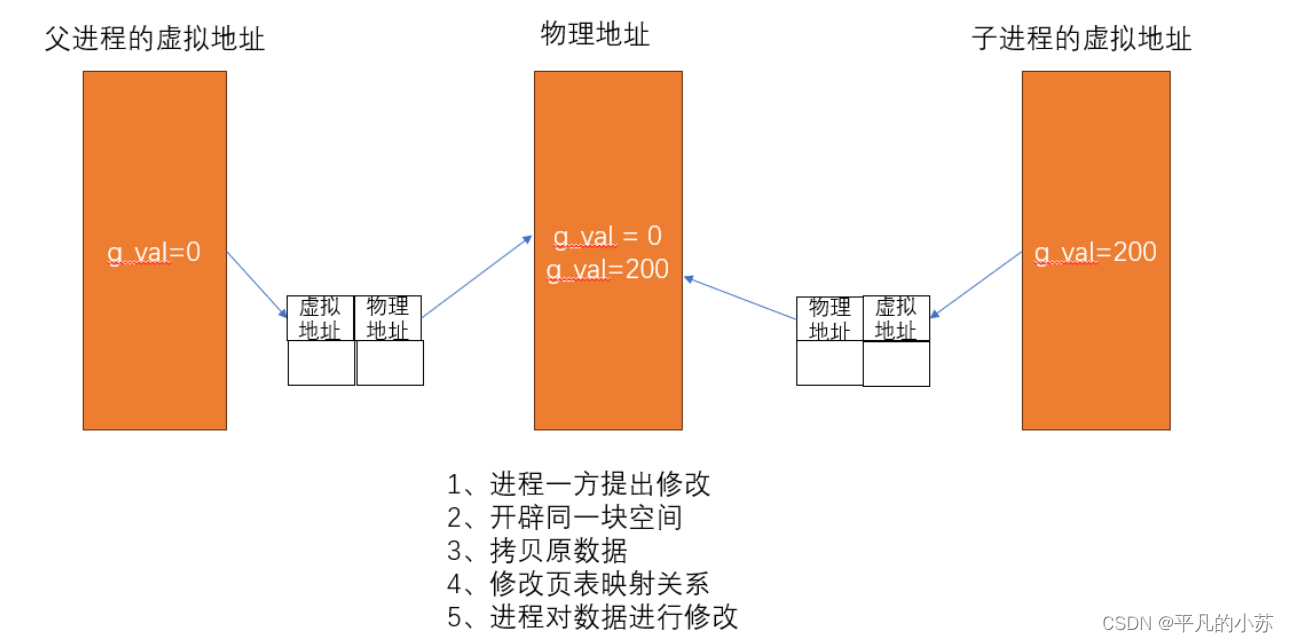 父进程的虚拟地址
物理地址
子进程的虚拟地址
g_val=0
g_val = 0
g_val=200
g_val=200
虚拟
地址
物理
地址
物理
地址
虚拟
地址
1、进程一方提出修改
2、开辟同一块空间
3、拷贝原数据
4、修改页表映射关系
5、进程对数据进行修改
CSDN @平凡的小苏